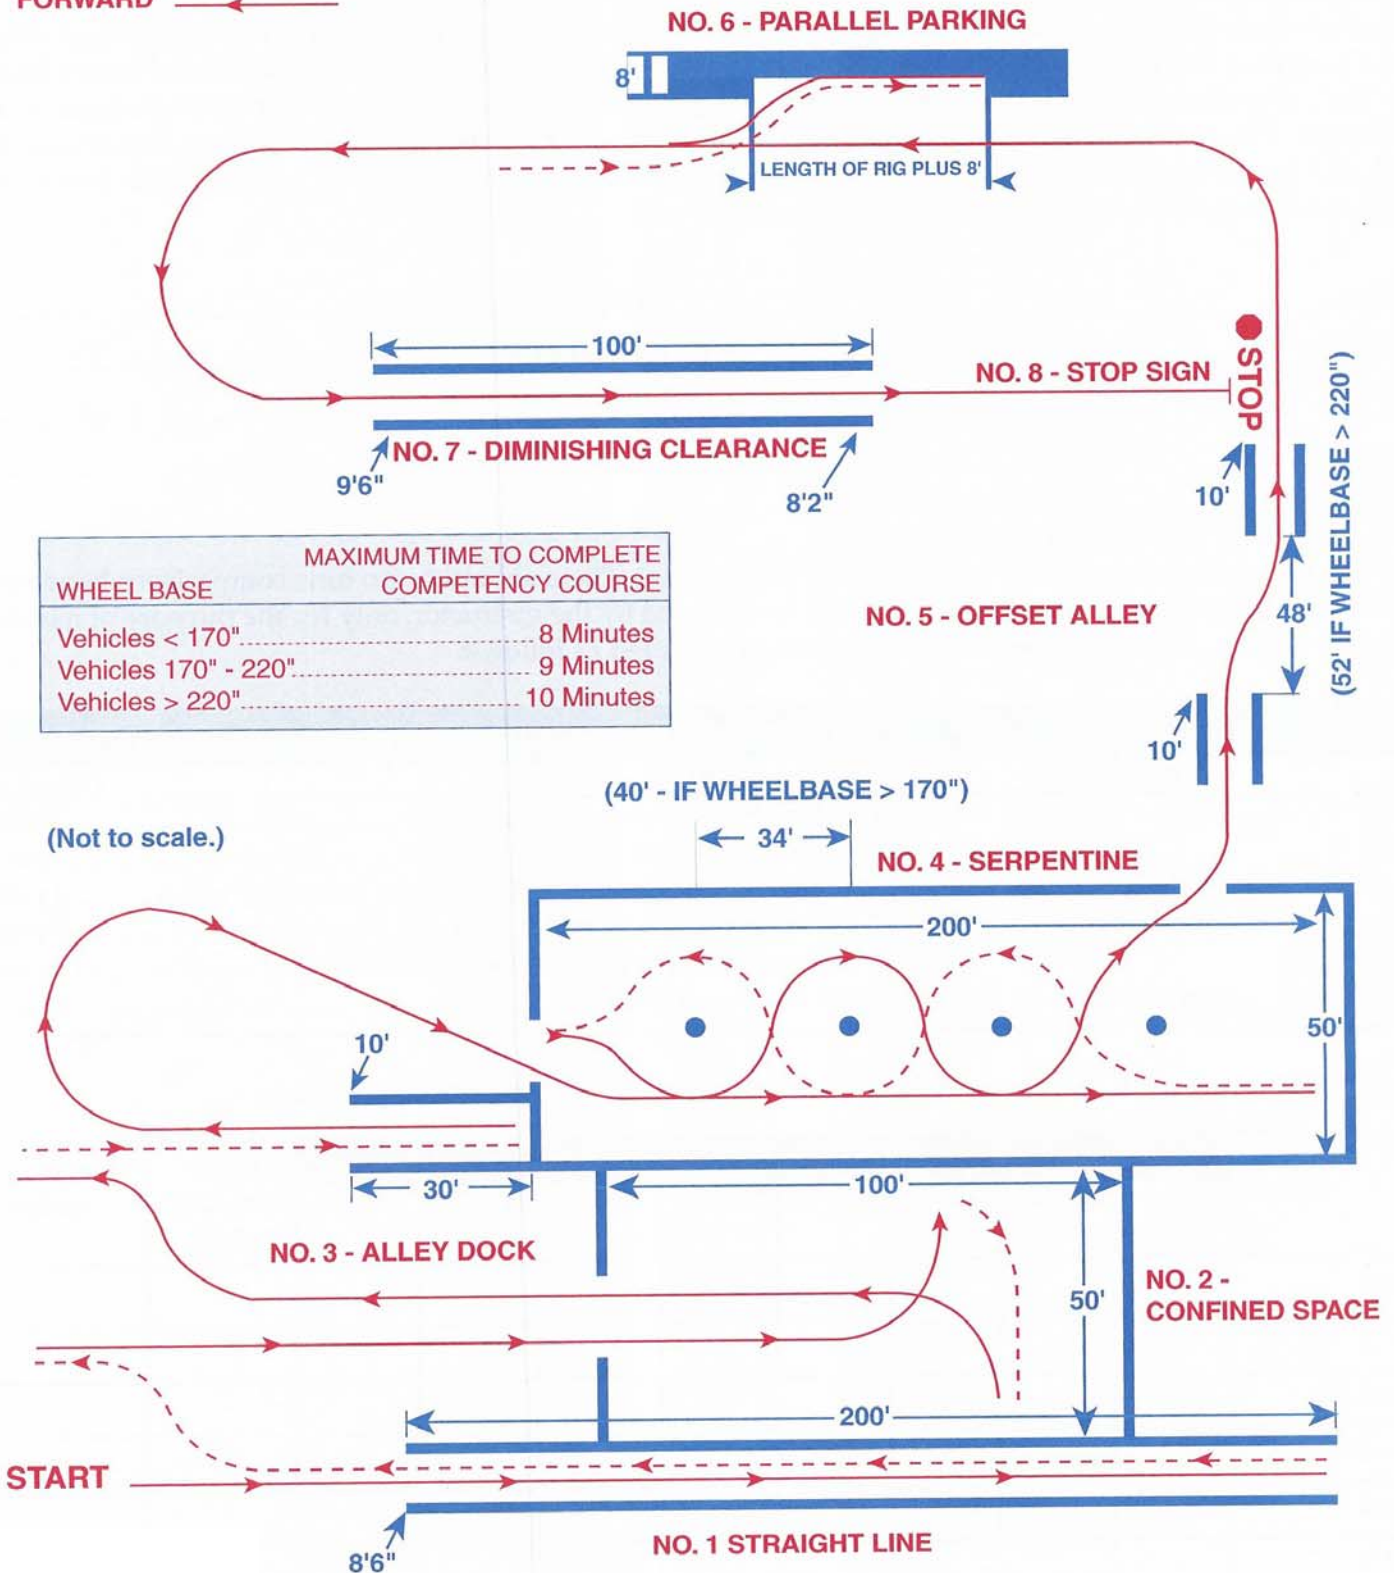 FORWARD
NO. 6 - PARALLEL PARKING
8'
LENGTH OF RIG PLUS 8'
100'
NO. 8 - STOP SIGN
STOP
NO. 7 - DIMINISHING CLEARANCE
9'6"
8'2"
10'
(52' IF WHEELBASE > 220")
MAXIMUM TIME TO COMPLETE
WHEEL BASE COMPETENCY COURSE
Vehicles < 170".......................................... 8 Minutes
Vehicles 170" - 220".................................. 9 Minutes
Vehicles > 220"........................................ 10 Minutes
NO. 5 - OFFSET ALLEY
48'
10'
(40' - IF WHEELBASE > 170")
(Not to scale.)
34'
NO. 4 - SERPENTINE
200'
50'
10'
30'
100'
NO. 3 - ALLEY DOCK
50'
NO. 2 -
CONFINED SPACE
200'
START
NO. 1 STRAIGHT LINE
8'6"